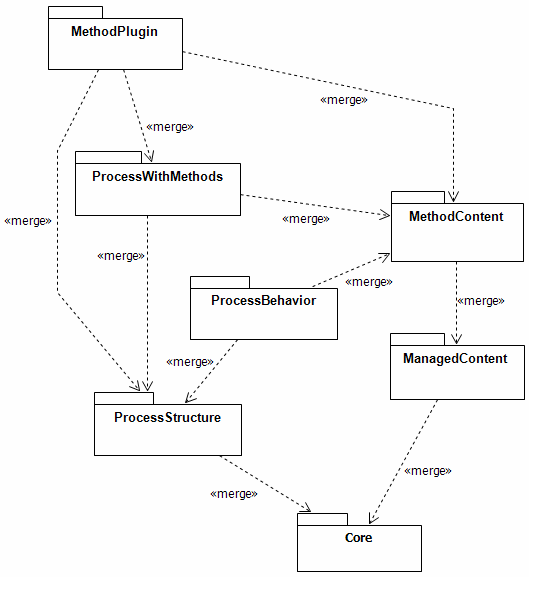 MethodPlugin
«merge»
«merge»
ProcessWithMethods
«merge»
«merge»
MethodContent
«merge»
«merge»
ProcessBehavior
«merge»
ManagedContent
«merge»
ProcessStructure
«merge»
«merge»
Core